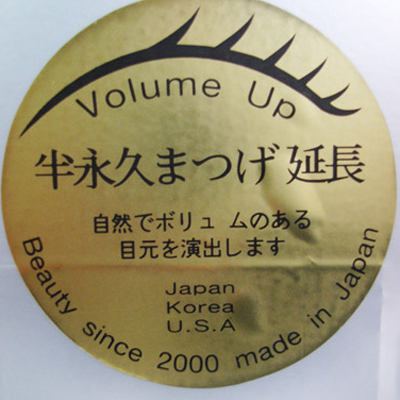 Volume Up
半永久まつげ 延長
自然でボリュ ムのある
目元を演出します
Japan
Korea
U.S.A
Beauty since 2000 made in Japan